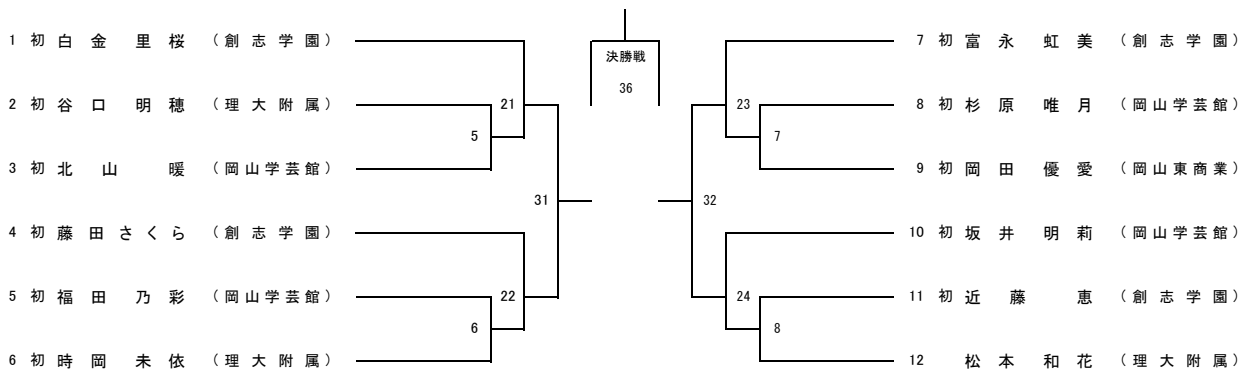 1 初 白金 里桜 (創志学園) 7 初 富永虹美 (創志学園)
決勝戦
36
2 初 谷口 明穂 (理大附属) 21 23 8 初 杉原 唯月 (岡山学芸館)
5 7
3 初 北山 暖 (岡山学芸館) 9 初 岡田 優愛 (岡山東商業)
31 32
4 初 藤田さくら (創志学園) 10 初 坂井 明莉 (岡山学芸館)
5 初 福田 乃彩 (岡山学芸館) 22 24 11 初 近藤 恵 (創志学園)
6 8
6 初 時岡 未依 (理大附属) 12 松本和花 (理大附属)